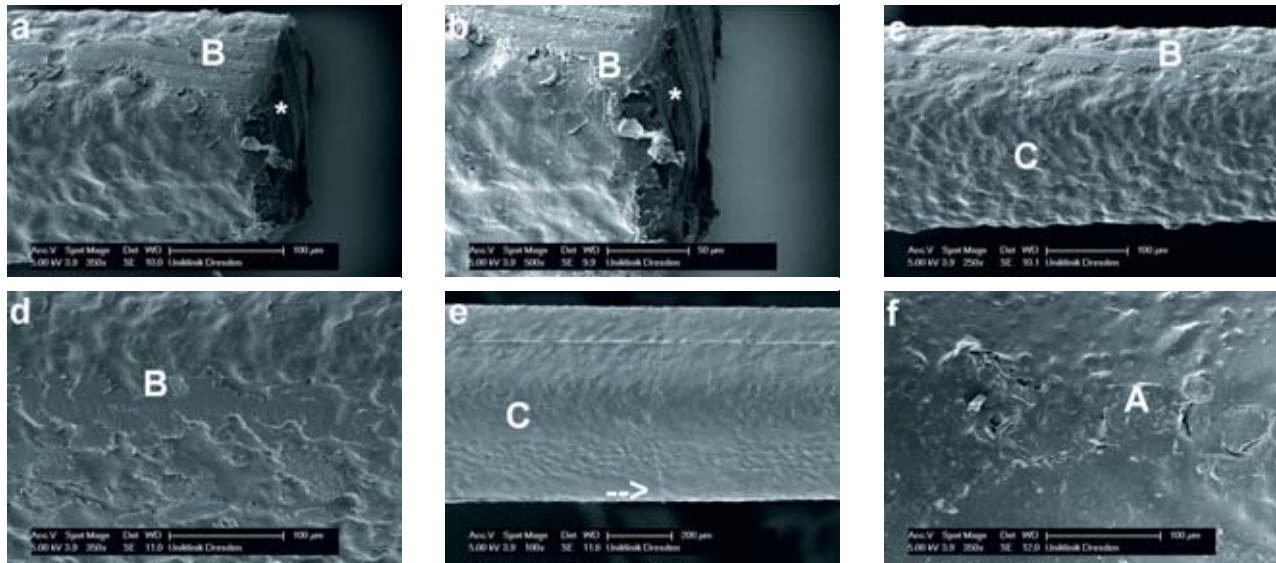 a
B
*
Acc.V Spot Magn Det WD 100 µm
5.00 kV 3.9 350x SE 10.0 Uniklinik Dresden
b
B
*
Acc.V Spot Magn Det WD 50 µm
5.00 kV 3.9 500x SE 9.9 Uniklinik Dresden
c
B
C
Acc.V Spot Magn Det WD 100 µm
5.00 kV 3.9 250x SE 10.1 Uniklinik Dresden
d
B
Acc.V Spot Magn Det WD 100 µm
5.00 kV 3.9 350x SE 11.0 Uniklinik Dresden
e
C
-->
Acc.V Spot Magn Det WD 200 µm
5.00 kV 3.9 100x SE 11.6 Uniklinik Dresden
f
A
Acc.V Spot Magn Det WD 100 µm
5.00 kV 3.9 350x SE 12.0 Uniklinik Dresden